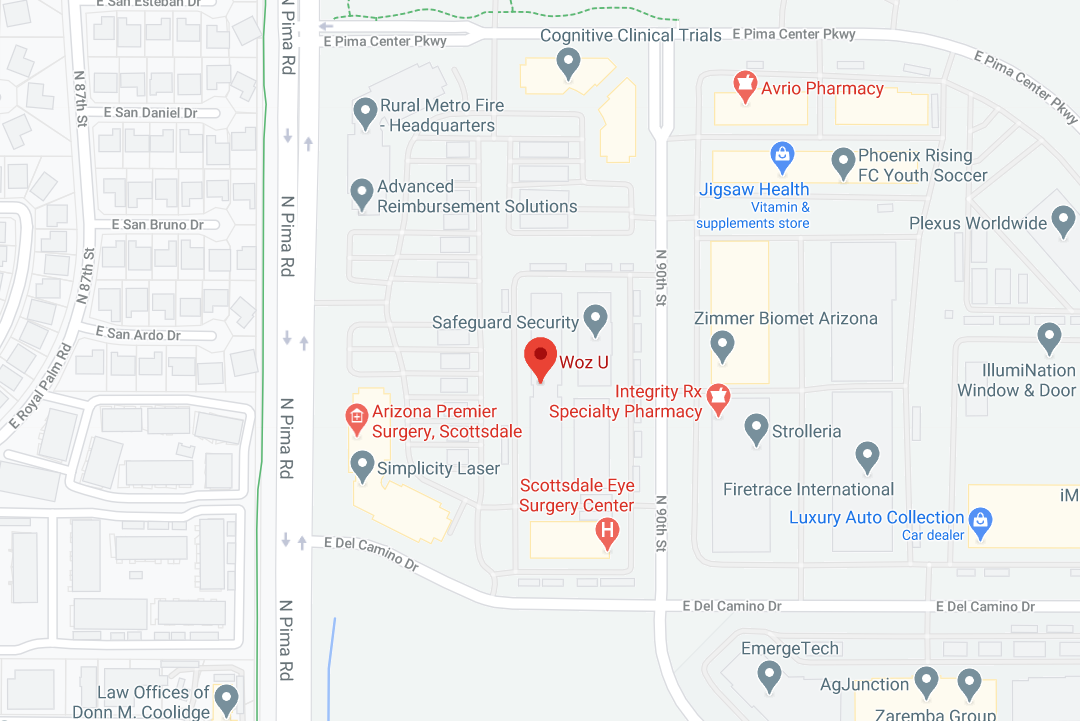 E San Esteban Dr
N Pima Rd
E Pima Center Pkwy
Cognitive Clinical Trials
E Pima Center Pkwy
E Pima Center Pkwy
N 87th St
E San Daniel Dr
Rural Metro Fire
- Headquarters
Avrio Pharmacy
Phoenix Rising
FC Youth Soccer
Jigsaw Health
Vitamin &
supplements store
Advanced
Reimbursement Solutions
Plexus Worldwide
E San Bruno Dr
N Pima Rd
N 87th St
N 90th St
Safeguard Security
Zimmer Biomet Arizona
E San Ardo Dr
Woz U
IllumiNation
Window & Door
E Royal Palm Rd
Integrity Rx
Specialty Pharmacy
Arizona Premier
Surgery, Scottsdale
N Pima Rd
Strolleria
Simplicity Laser
Scottsdale Eye
Surgery Center
H
Firetrace International
iM
Luxury Auto Collection
Car dealer
N 90th St
E Del Camino Dr
E Del Camino Dr
E Del Camino Dr
N Pima Rd
EmergeTech
AgJunction
Zaremba Group
Law Offices of
Donn M. Coolidge